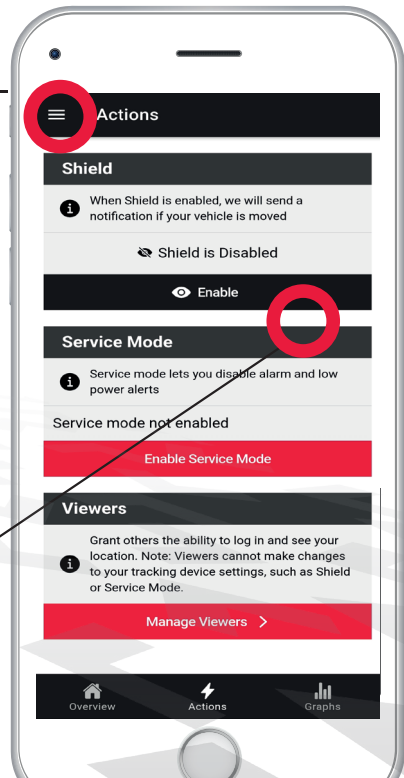 Actions
Shield
When Shield is enabled, we will send a
notification if your vehicle is moved
Shield is Disabled
Enable
Service Mode
Service mode lets you disable alarm and low
power alerts
Service mode not enabled
Enable Service Mode
Viewers
Grant others the ability to log in and see your
location. Note: Viewers cannot make changes
to your tracking device settings, such as Shield
or Service Mode.
Manage Viewers >
Overview Actions Graphs